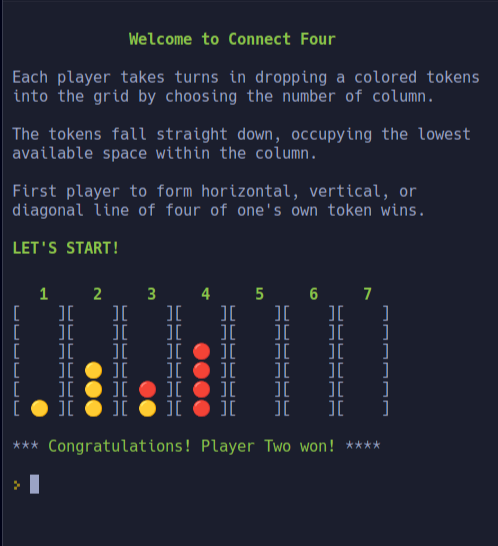 Welcome to Connect Four
Each player takes turns in dropping a colored tokens
into the grid by choosing the number of column.
The tokens fall straight down, occupying the lowest
available space within the column.
First player to form horizontal, vertical, or
diagonal line of four of one's own token wins.
LET'S START!
1 2 3 4 5 6 7
[ ][ ][ ][ ][ ][ ][ ]
[ ][ ][ ][ ][ ][ ][ ]
[ ][ ][ ][🔴][ ][ ][ ]
[ ][🟡][ ][🔴][ ][ ][ ]
[ ][🟡][🔴][🔴][ ][ ][ ]
[🟡][🟡][🟡][🔴][ ][ ][ ]
*** Congratulations! Player Two won! ****
>